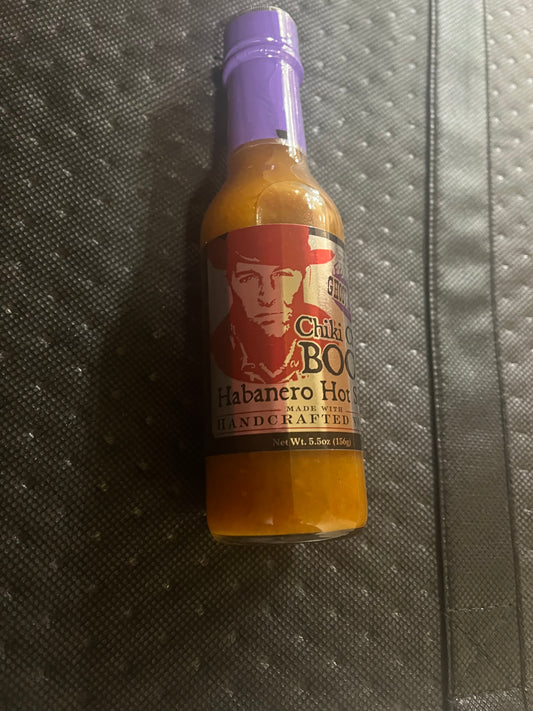 Chiki
BOO
Habanero Hot
MADE WITH
HANDCRAFTED
Net Wt. 5.5oz (156g)